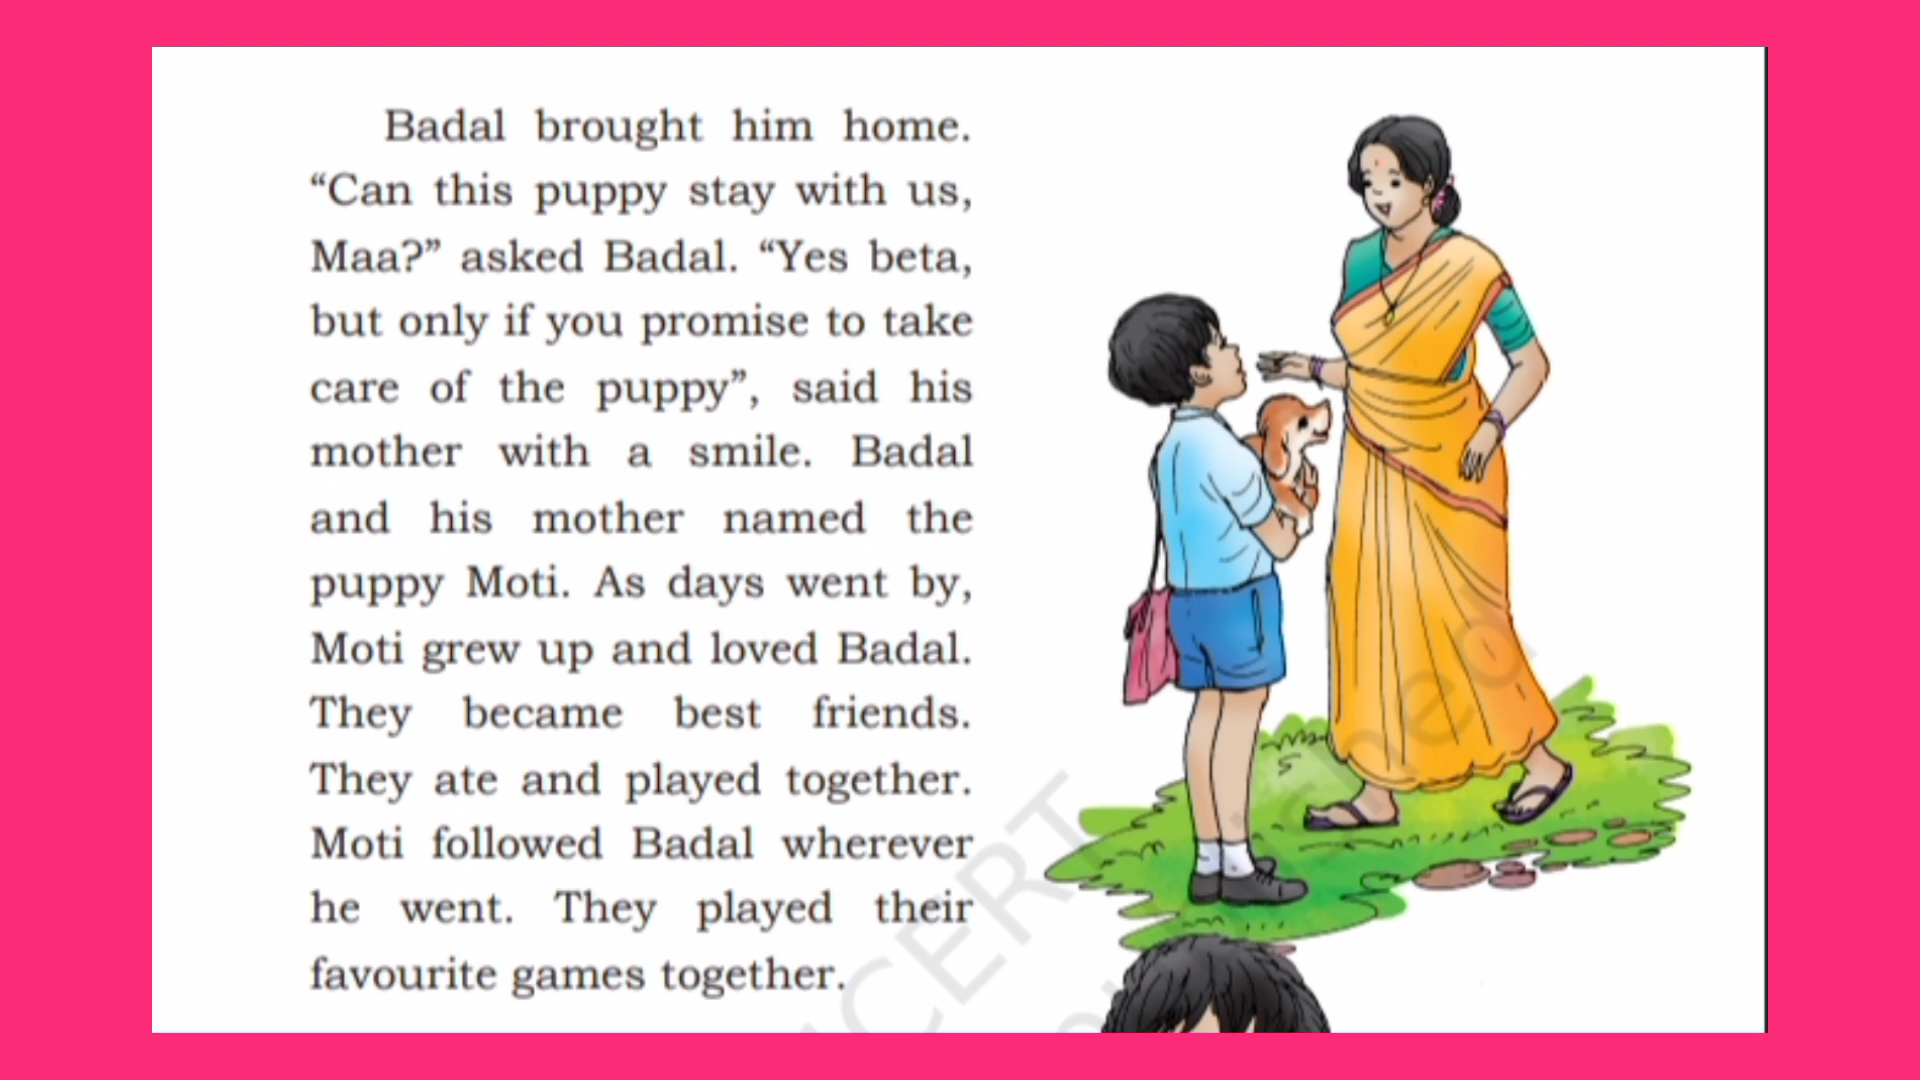 Badal brought him home.
“Can this puppy stay with us,
Maa?” asked Badal. “Yes beta,
but only if you promise to take
care of the puppy”, said his
mother with a smile. Badal
and his mother named the
puppy Moti. As days went by,
Moti grew up and loved Badal.
They became best friends.
They ate and played together.
Moti followed Badal wherever
he went. They played their
favourite games together.